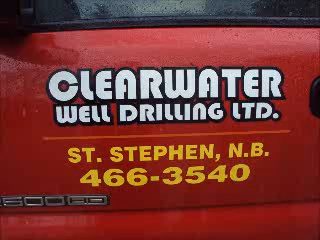 CLEARWATER
WELL DRILLING LTD.
ST. STEPHEN, N.B.
466-3540